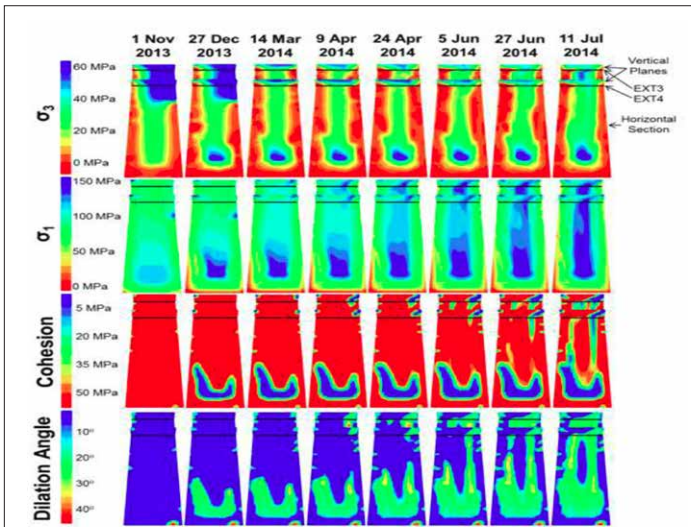 1 Nov 27 Dec 14 Mar 9 Apr 24 Apr 5 Jun 27 Jun 11 Jul
2013 2013 2014 2014 2014 2014 2014 2014
60 MPa
40 MPa
20 MPa
0 MPa
σ3
Vertical
Planes
EXT3
EXT4
Horizontal
Section
150 MPa
100 MPa
50 MPa
0 MPa
σ1
5 MPa
20 MPa
35 MPa
50 MPa
Cohesion
10°
20°
30°
40°
Dilation Angle